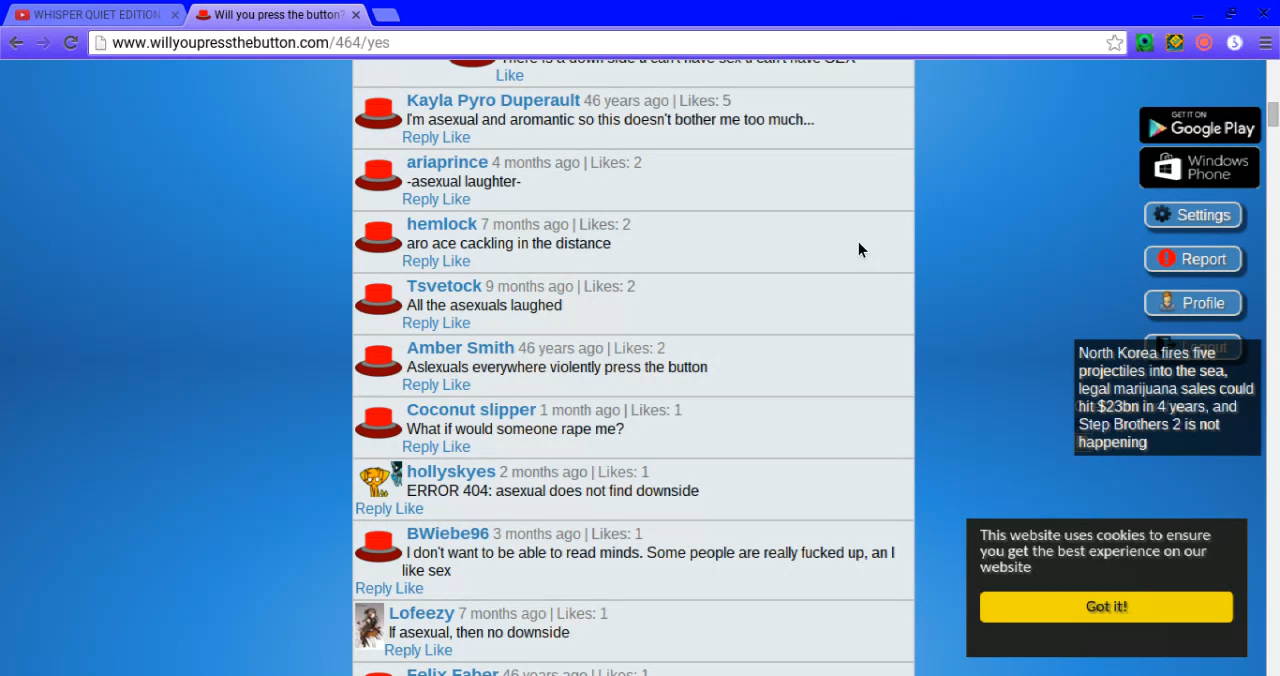 WHISPER QUIET EDITION
Will you press the button?
www.willyoupressthebutton.com/464/yes
There is a down side u can't have sex u can't have SEX
Like
Kayla Pyro Duperault 46 years ago | Likes: 5
I'm asexual and aromantic so this doesn't bother me too much...
Reply Like
ariaprince 4 months ago | Likes: 2
-asexual laughter-
Reply Like
hemlock 7 months ago | Likes: 2
aro ace cackling in the distance
Reply Like
Tsvetock 9 months ago | Likes: 2
All the asexuals laughed
Reply Like
Amber Smith 46 years ago | Likes: 2
Aslexuals everywhere violently press the button
Reply Like
Coconut slipper 1 month ago | Likes: 1
What if would someone rape me?
Reply Like
hollyskyes 2 months ago | Likes: 1
ERROR 404: asexual does not find downside
Reply Like
BWiebe96 3 months ago | Likes: 1
I don't want to be able to read minds. Some people are really fucked up, an I
like sex
Reply Like
Lofeezy 7 months ago | Likes: 1
If asexual, then no downside
Reply Like
Felix Faber 46 years ago | Likes: 1
GET IT ON
Google Play
Windows
Phone
Settings
Report
Profile
Logout
North Korea fires five
projectiles into the sea,
legal marijuana sales could
hit $23bn in 4 years, and
Step Brothers 2 is not
happening
This website uses cookies to ensure
you get the best experience on our
website
Got it!